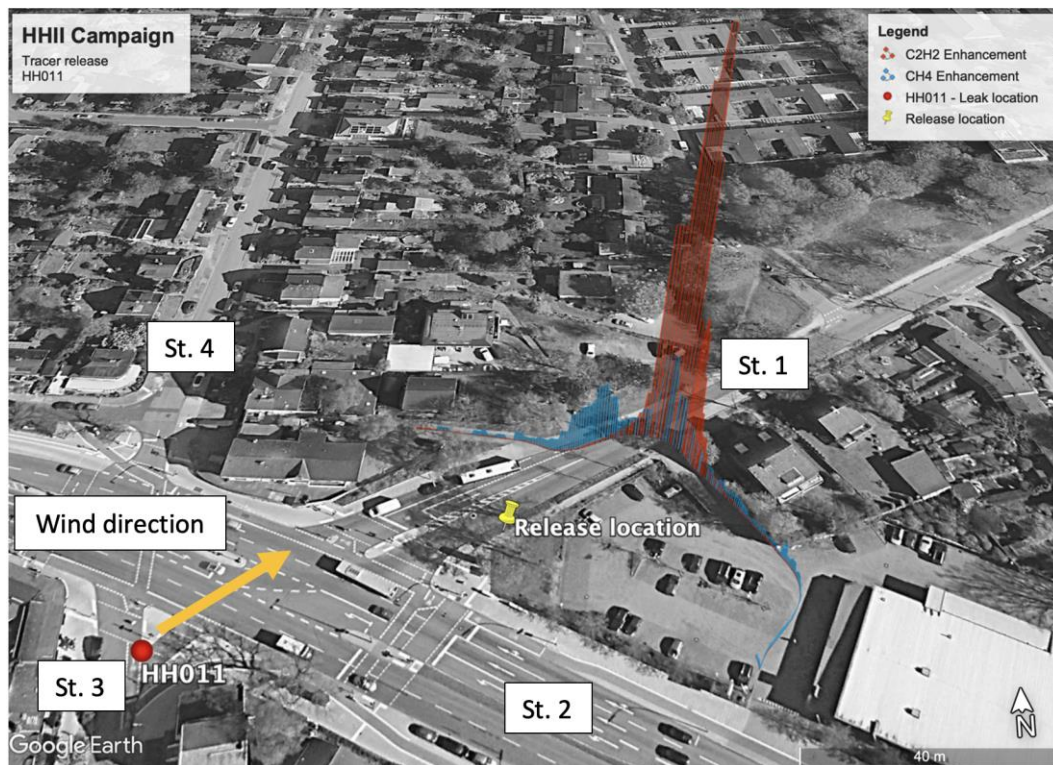 HHII Campaign
Tracer release
HH011
Legend
C2H2 Enhancement
CH4 Enhancement
HH011 - Leak location
Release location
St. 4
St. 1
Wind direction
Release location
HH011
St. 3
St. 2
N
Google Earth
40 m